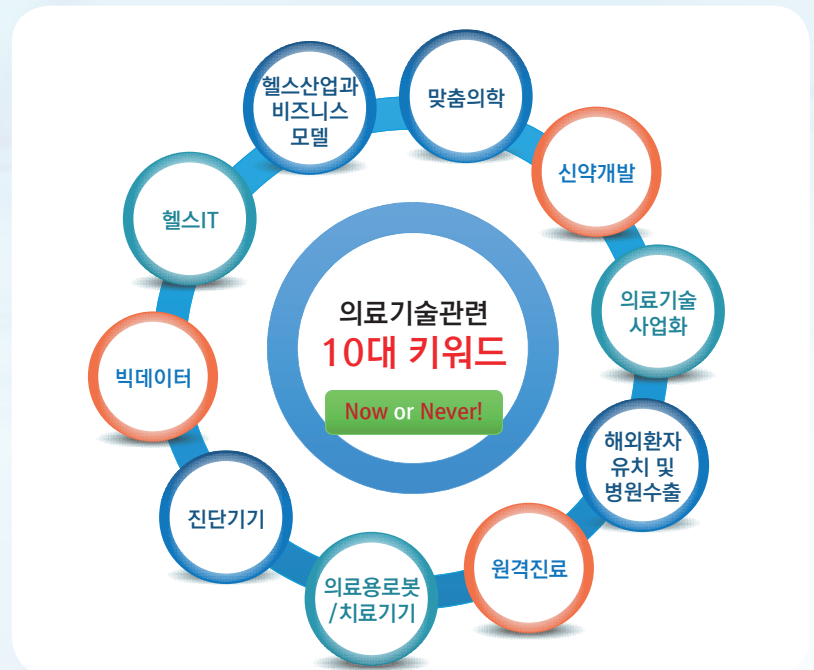 의료기술관련
10대 키워드
Now or Never!
맞춤의학
신약개발
의료기술
사업화
해외환자
유치 및
병원수출
원격진료
의료용로봇
/치료기기
진단기기
빅데이터
헬스IT
헬스산업과
비즈니스
모델